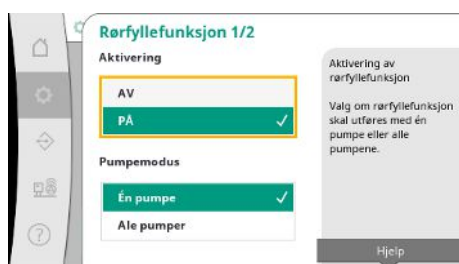 Rørfyllefunksjon 1/2
Aktivering
AV
PÅ
Pumpemodus
Én pumpe
Ale pumper
Aktivering av
rørfyllefunksjon
Valg om rørfyllefunksjon
skal utføres med én
pumpe eller alle
pumpene.
Hjelp